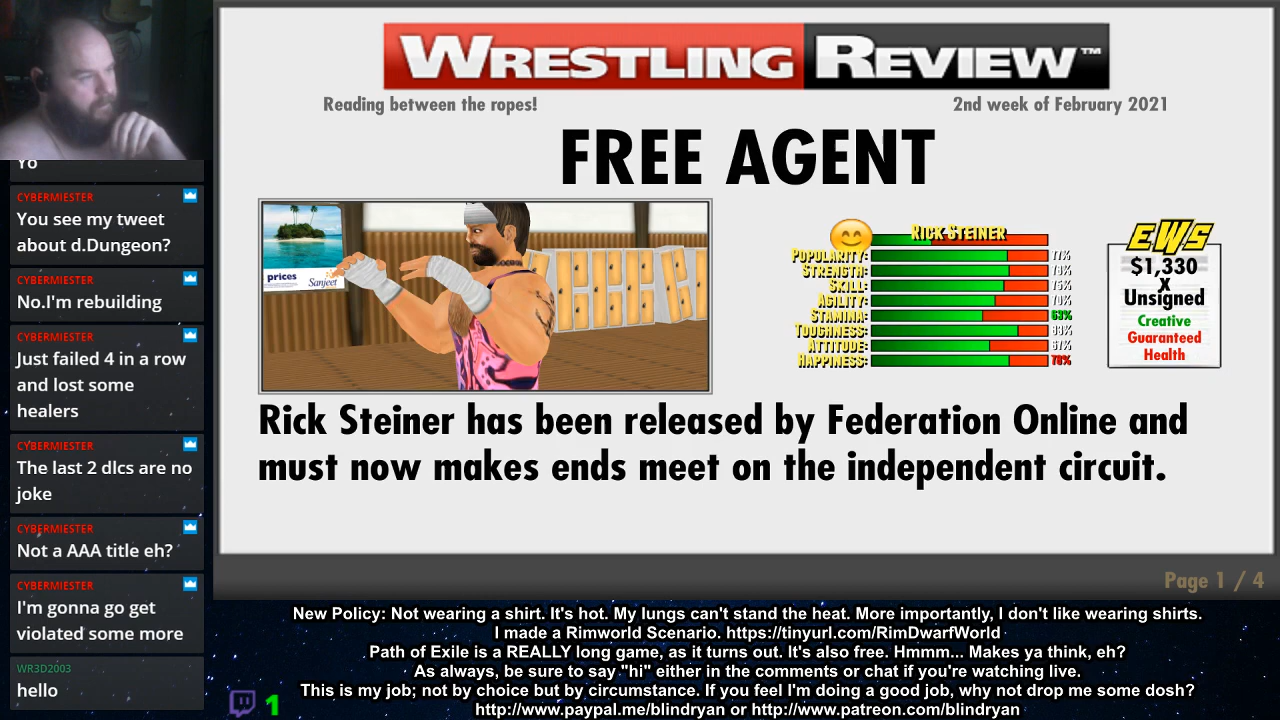 Yo
CYBERMIESTER
You see my tweet
about d.Dungeon?
CYBERMIESTER
No.I'm rebuilding
CYBERMIESTER
Just failed 4 in a row
and lost some
healers
CYBERMIESTER
The last 2 dlcs are no
joke
CYBERMIESTER
Not a AAA title eh?
CYBERMIESTER
I'm gonna go get
violated some more
WR3D2003
hello
WRESTLING REVIEW™
Reading between the ropes!
2nd week of February 2021
FREE AGENT
prices
Sanjeet
RICK STEINER
POPULARITY: 77%
STRENGTH: 78%
SKILL: 75%
AGILITY: 70%
STAMINA: 63%
TOUGHNESS: 83%
ATTITUDE: 67%
HAPPINESS: 78%
EWS
$1,330
X
Unsigned
Creative
Guaranteed
Health
Rick Steiner has been released by Federation Online and
must now makes ends meet on the independent circuit.
Page 1 / 4
New Policy: Not wearing a shirt. It's hot. My lungs can't stand the heat. More importantly, I don't like wearing shirts.
I made a Rimworld Scenario. https://tinyurl.com/RimDwarfWorld
Path of Exile is a REALLY long game, as it turns out. It's also free. Hmmm... Makes ya think, eh?
As always, be sure to say "hi" either in the comments or chat if you're watching live.
This is my job; not by choice but by circumstance. If you feel I'm doing a good job, why not drop me some dosh?
http://www.paypal.me/blindryan or http://www.patreon.com/blindryan
1